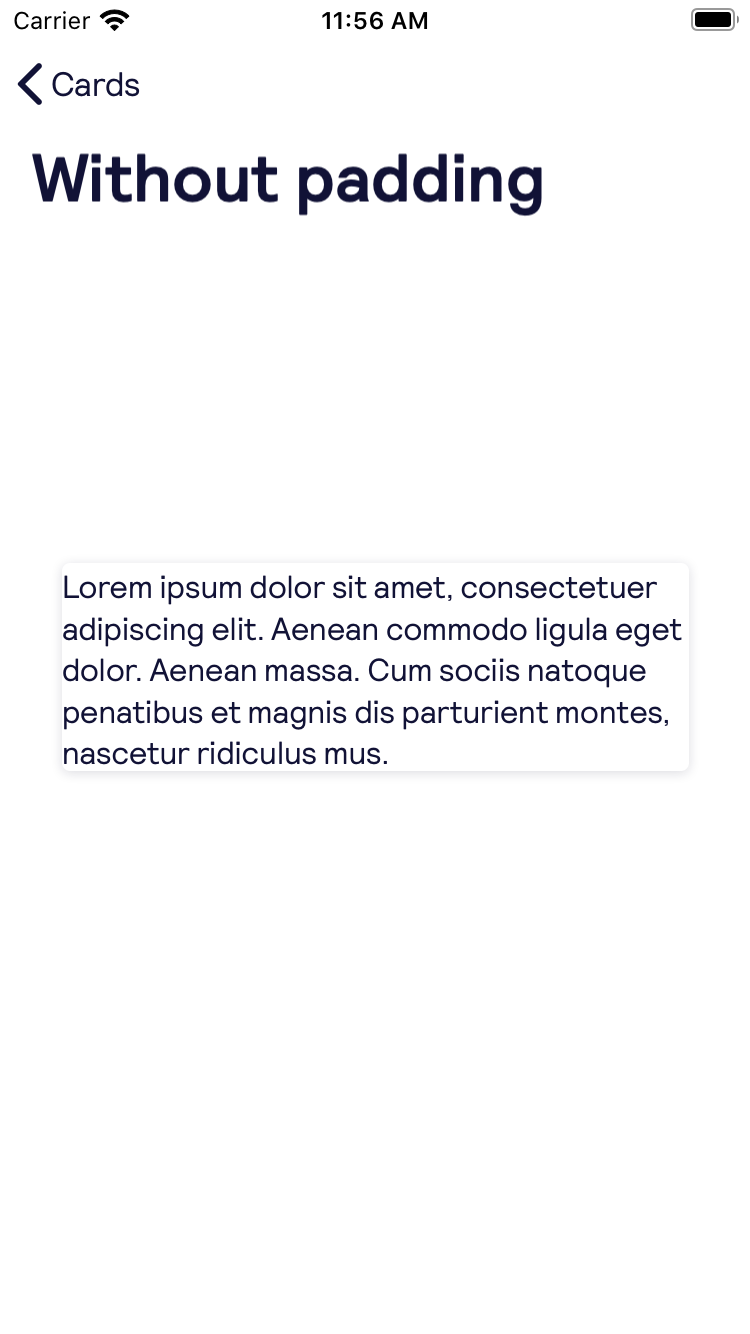 Carrier 11:56 AM
Cards
Without padding
Lorem ipsum dolor sit amet, consectetuer
adipiscing elit. Aenean commodo ligula eget
dolor. Aenean massa. Cum sociis natoque
penatibus et magnis dis parturient montes,
nascetur ridiculus mus.